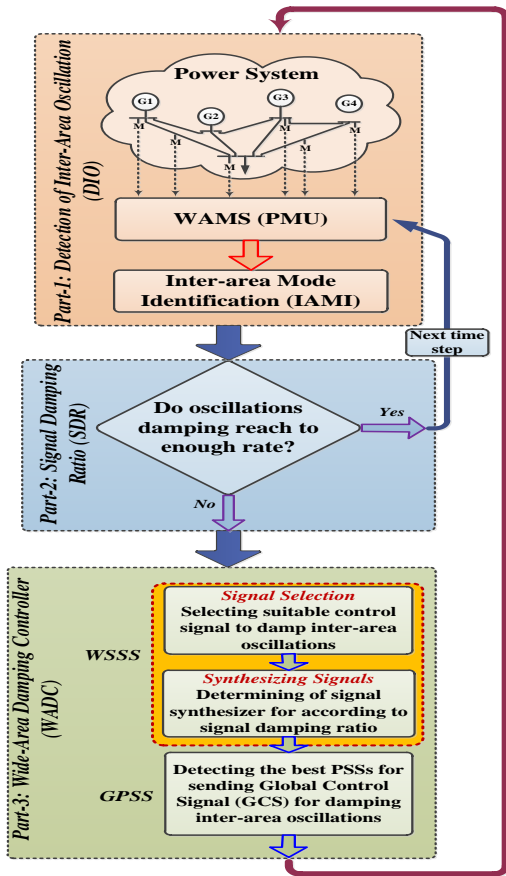 Part-1: Detection of Inter-Area Oscillation
(DIO)
Power System
G1
G2
G3
G4
M
M
M
M
M
M
M
WAMS (PMU)
Inter-area Mode
Identification (IAMI)
Next time
step
Part-2: Signal Damping
Ratio (SDR)
Do oscillations
damping reach to
enough rate?
Yes
No
Part-3: Wide-Area Damping Controller
(WADC)
WSSS
Signal Selection
Selecting suitable control
signal to damp inter-area
oscillations
Synthesizing Signals
Determining of signal
synthesizer for according to
signal damping ratio
GPSS
Detecting the best PSSs for
sending Global Control
Signal (GCS) for damping
inter-area oscillations